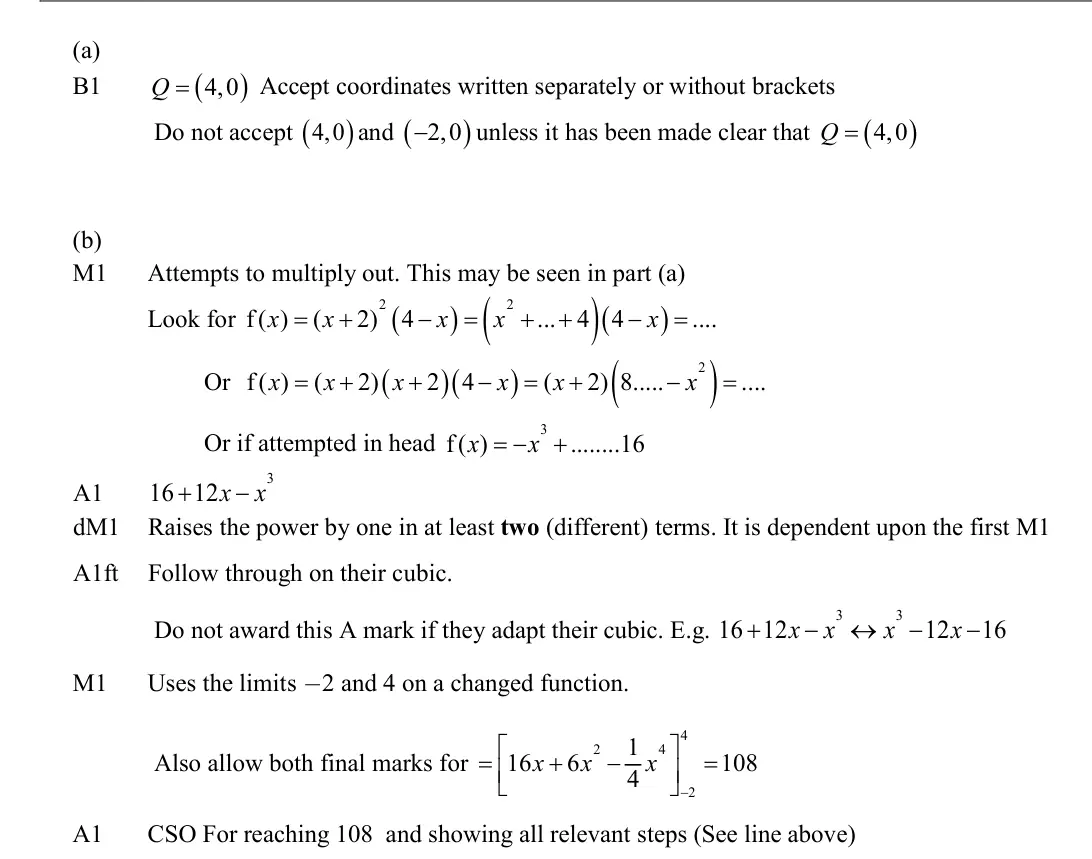 (a)
B1 Q = (4,0) Accept coordinates written separately or without brackets
Do not accept (4,0) and (−2,0) unless it has been made clear that Q = (4,0)
(b)
M1 Attempts to multiply out. This may be seen in part (a)
Look for f(x) = (x+2)²(4−x) = (x²+...+4)(4−x) = ....
Or f(x) = (x+2)(x+2)(4−x) = (x+2)(8.....−x²) = ....
Or if attempted in head f(x) = −x³ +........16
A1 16+12x−x³
dM1 Raises the power by one in at least two (different) terms. It is dependent upon the first M1
A1ft Follow through on their cubic.
Do not award this A mark if they adapt their cubic. E.g. 16+12x−x³ ↔ x³−12x−16
M1 Uses the limits −2 and 4 on a changed function.
Also allow both final marks for = [16x+6x²−¼x⁴]⁴₋₂ = 108
A1 CSO For reaching 108 and showing all relevant steps (See line above)